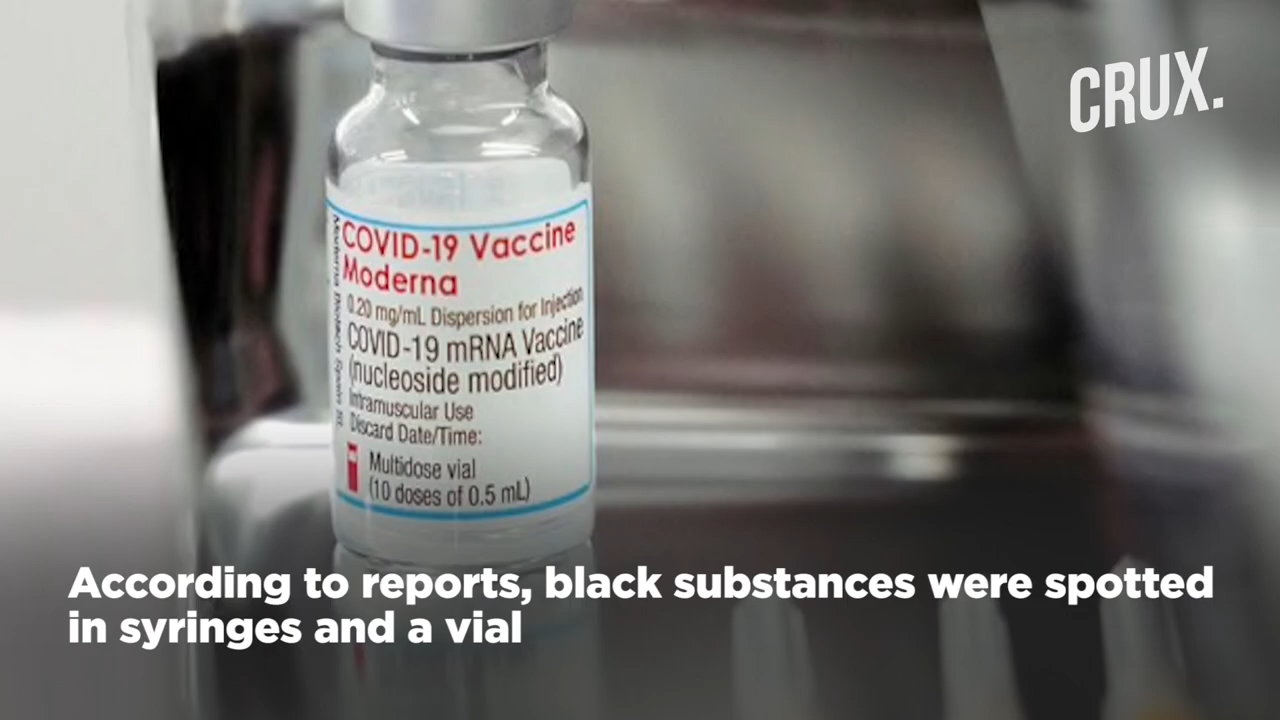 CRUX.
COVID-19 Vaccine
Moderna
0.20 mg/mL Dispersion for Injection
COVID-19 mRNA Vaccine
(nucleoside modified)
Intramuscular Use
Discard Date/Time:
Multidose vial
(10 doses of 0.5 mL)
According to reports, black substances were spotted
in syringes and a vial